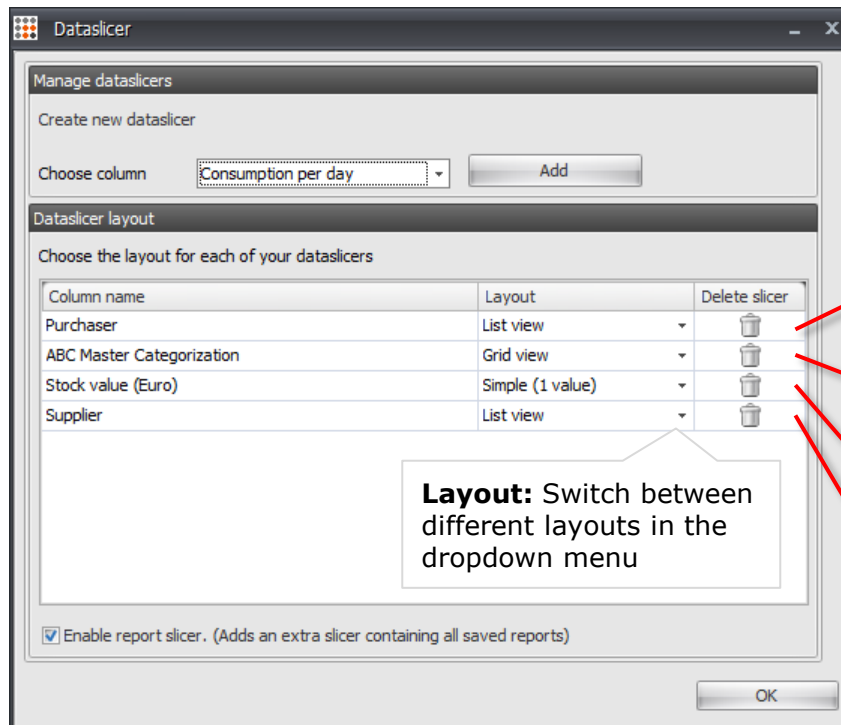 Dataslicer
Manage dataslicers
Create new dataslicer
Choose column Consumption per day Add
Dataslicer layout
Choose the layout for each of your dataslicers
Column name Layout Delete slicer
Purchaser List view
ABC Master Categorization Grid view
Stock value (Euro) Simple (1 value)
Supplier List view
Layout: Switch between
different layouts in the
dropdown menu
Enable report slicer. (Adds an extra slicer containing all saved reports)
OK